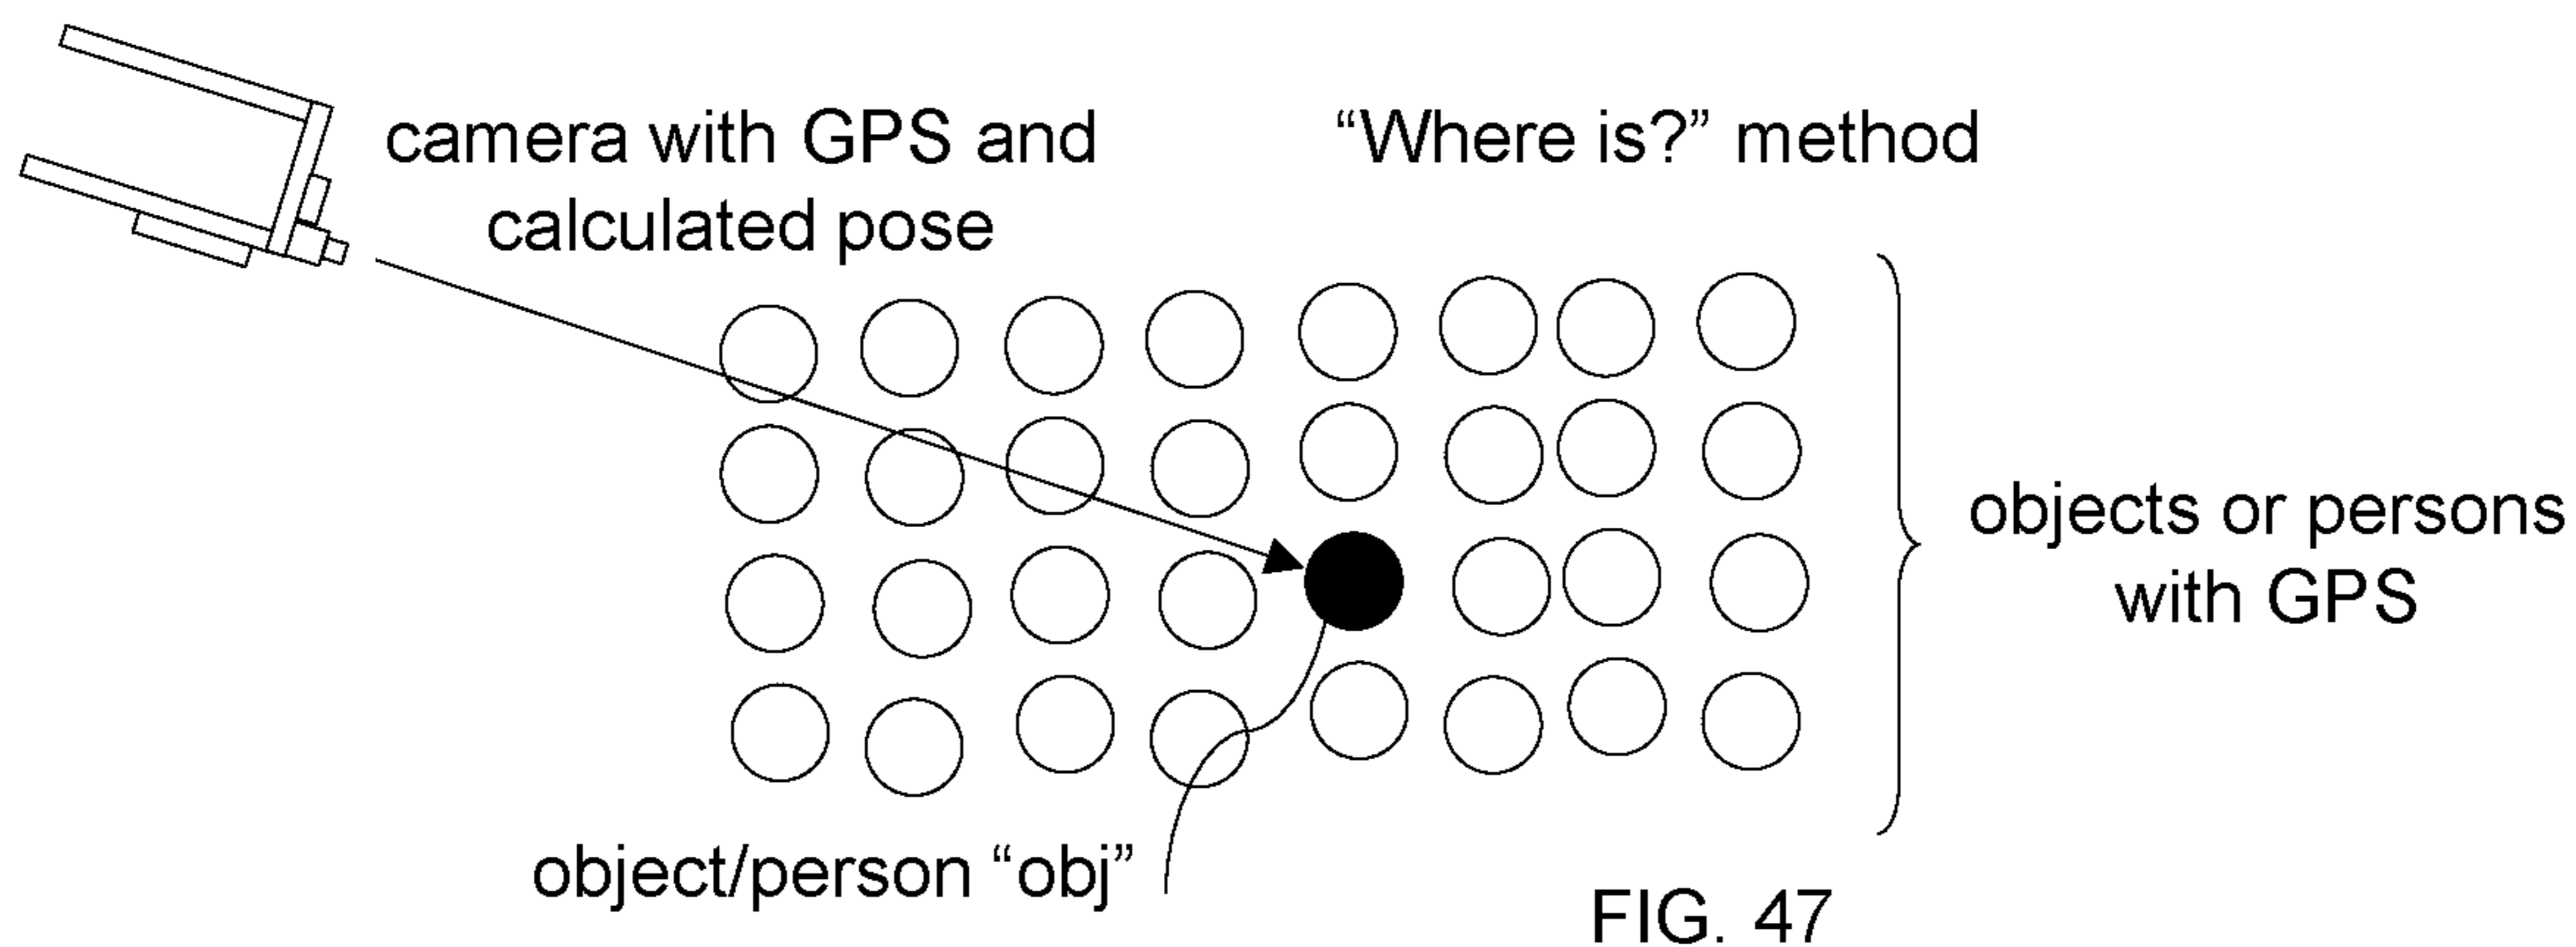 camera with GPS and
calculated pose
“Where is?” method
objects or persons
with GPS
object/person “obj”
FIG. 47